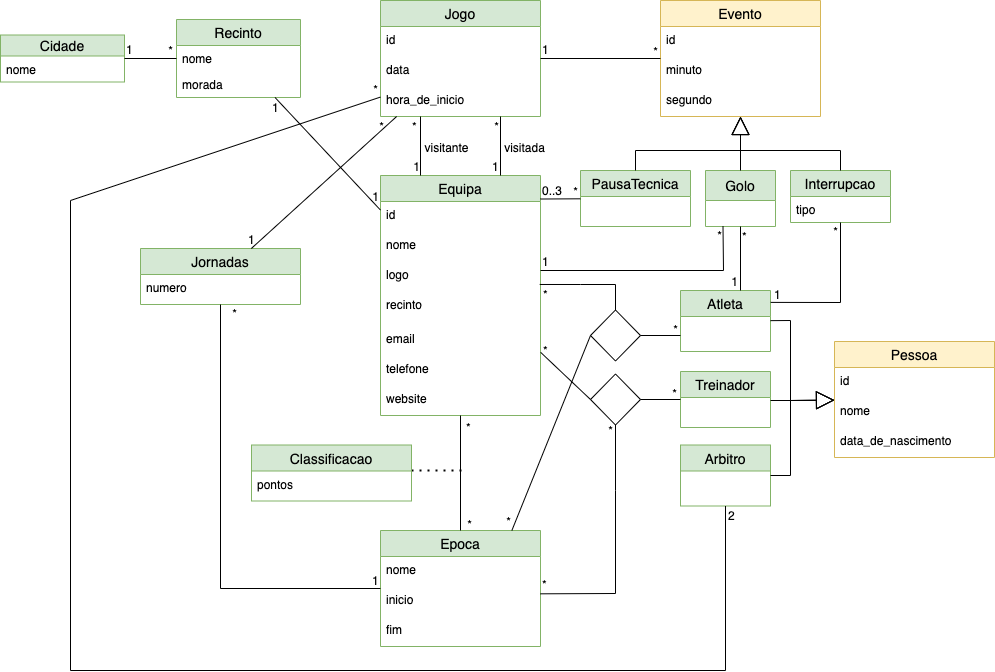 Cidade
nome
1
*
Recinto
nome
morada
1
Jogo
id
data
hora_de_inicio
1
*
Evento
id
minuto
segundo
*
*
*
*
visitante
visitada
1
1
1
Equipa
id
nome
logo
recinto
email
telefone
website
0..3
*
PausaTecnica
Golo
Interrupcao
tipo
*
*
*
1
1
1
1
Jornadas
numero
*
*
*
Atleta
*
*
Treinador
*
Arbitro
2
Pessoa
id
nome
data_de_nascimento
*
Classificacao
pontos
*
*
Epoca
nome
inicio
fim
1
*